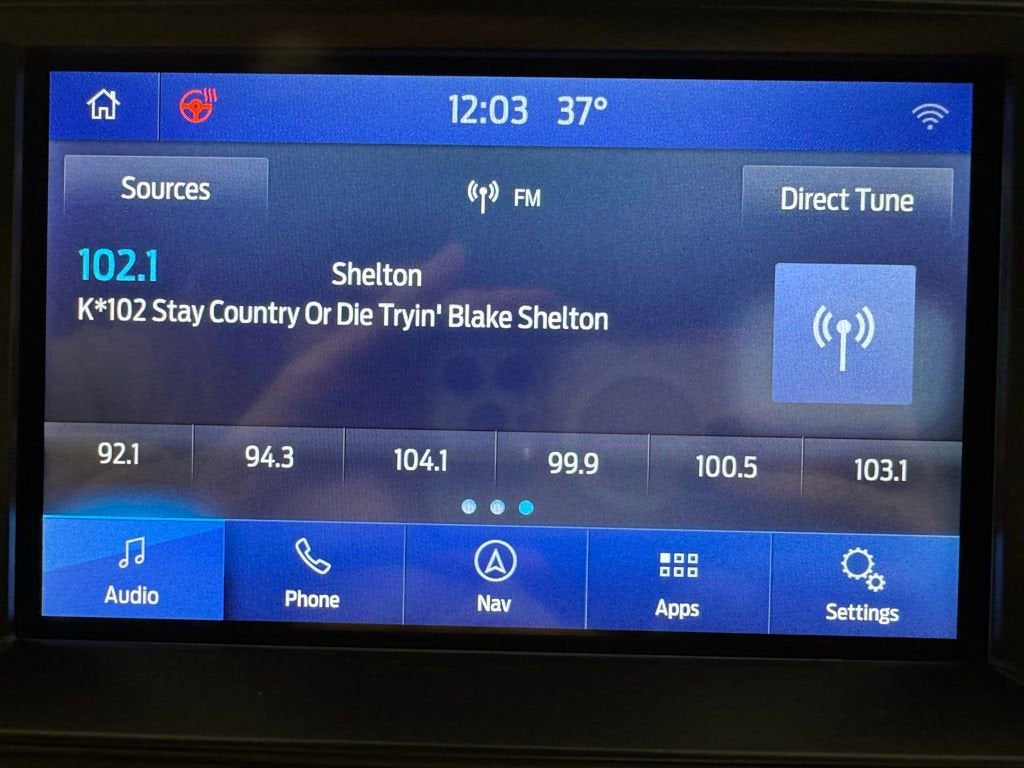 12:03 37°
Sources
FM
Direct Tune
102.1
Shelton
K*102 Stay Country Or Die Tryin' Blake Shelton
92.1 94.3 104.1 99.9 100.5 103.1
Audio Phone Nav Apps Settings